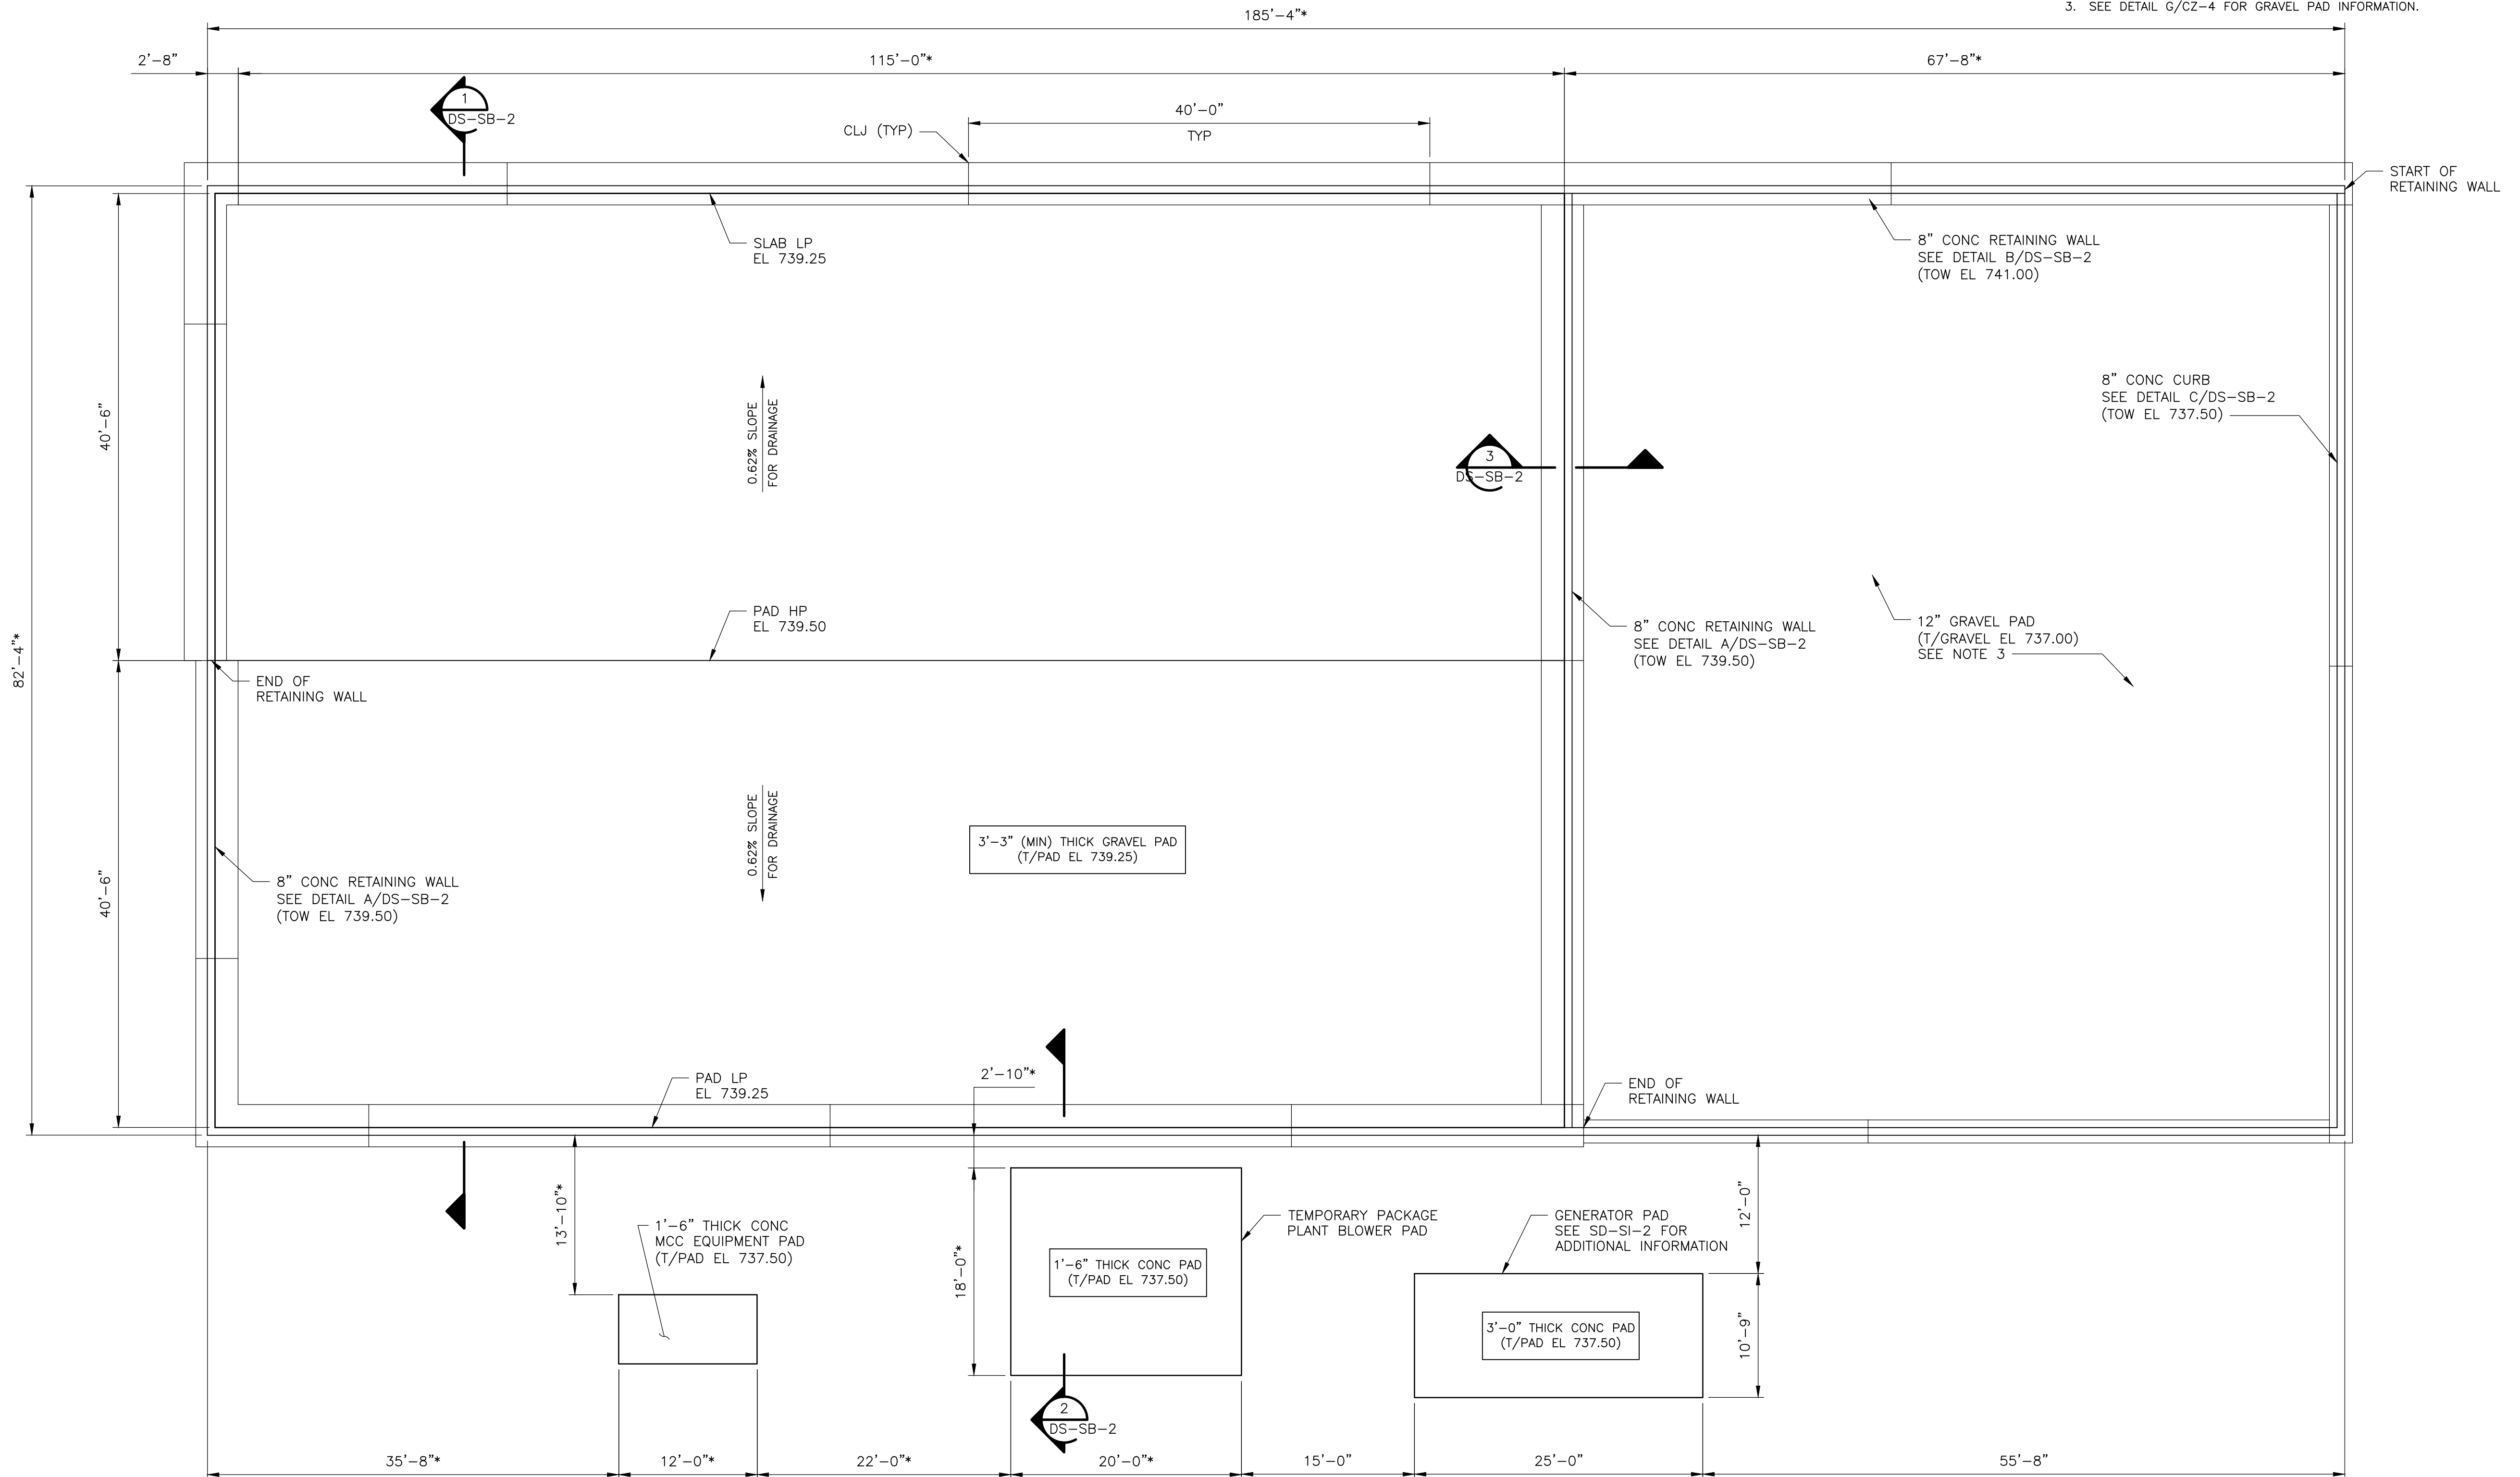 3. SEE DETAIL G/CZ-4 FOR GRAVEL PAD INFORMATION.
185'-4"*
2'-8"
115'-0"*
67'-8"*
1
DS-SB-2
CLJ (TYP)
40'-0"
TYP
START OF
RETAINING WALL
SLAB LP
EL 739.25
8" CONC RETAINING WALL
SEE DETAIL B/DS-SB-2
(TOW EL 741.00)
40'-6"
0.62% SLOPE
FOR DRAINAGE
8" CONC CURB
SEE DETAIL C/DS-SB-2
(TOW EL 737.50)
3
DS-SB-2
82'-4"*
PAD HP
EL 739.50
8" CONC RETAINING WALL
SEE DETAIL A/DS-SB-2
(TOW EL 739.50)
12" GRAVEL PAD
(T/GRAVEL EL 737.00)
SEE NOTE 3
END OF
RETAINING WALL
40'-6"
0.62% SLOPE
FOR DRAINAGE
3'-3" (MIN) THICK GRAVEL PAD
(T/PAD EL 739.25)
8" CONC RETAINING WALL
SEE DETAIL A/DS-SB-2
(TOW EL 739.50)
PAD LP
EL 739.25
2'-10"*
END OF
RETAINING WALL
13'-10"*
1'-6" THICK CONC
MCC EQUIPMENT PAD
(T/PAD EL 737.50)
18'-0"*
1'-6" THICK CONC PAD
(T/PAD EL 737.50)
TEMPORARY PACKAGE
PLANT BLOWER PAD
GENERATOR PAD
SEE SD-SI-2 FOR
ADDITIONAL INFORMATION
12'-0"
3'-0" THICK CONC PAD
(T/PAD EL 737.50)
10'-9"
2
DS-SB-2
35'-8"*
12'-0"*
22'-0"*
20'-0"*
15'-0"
25'-0"
55'-8"